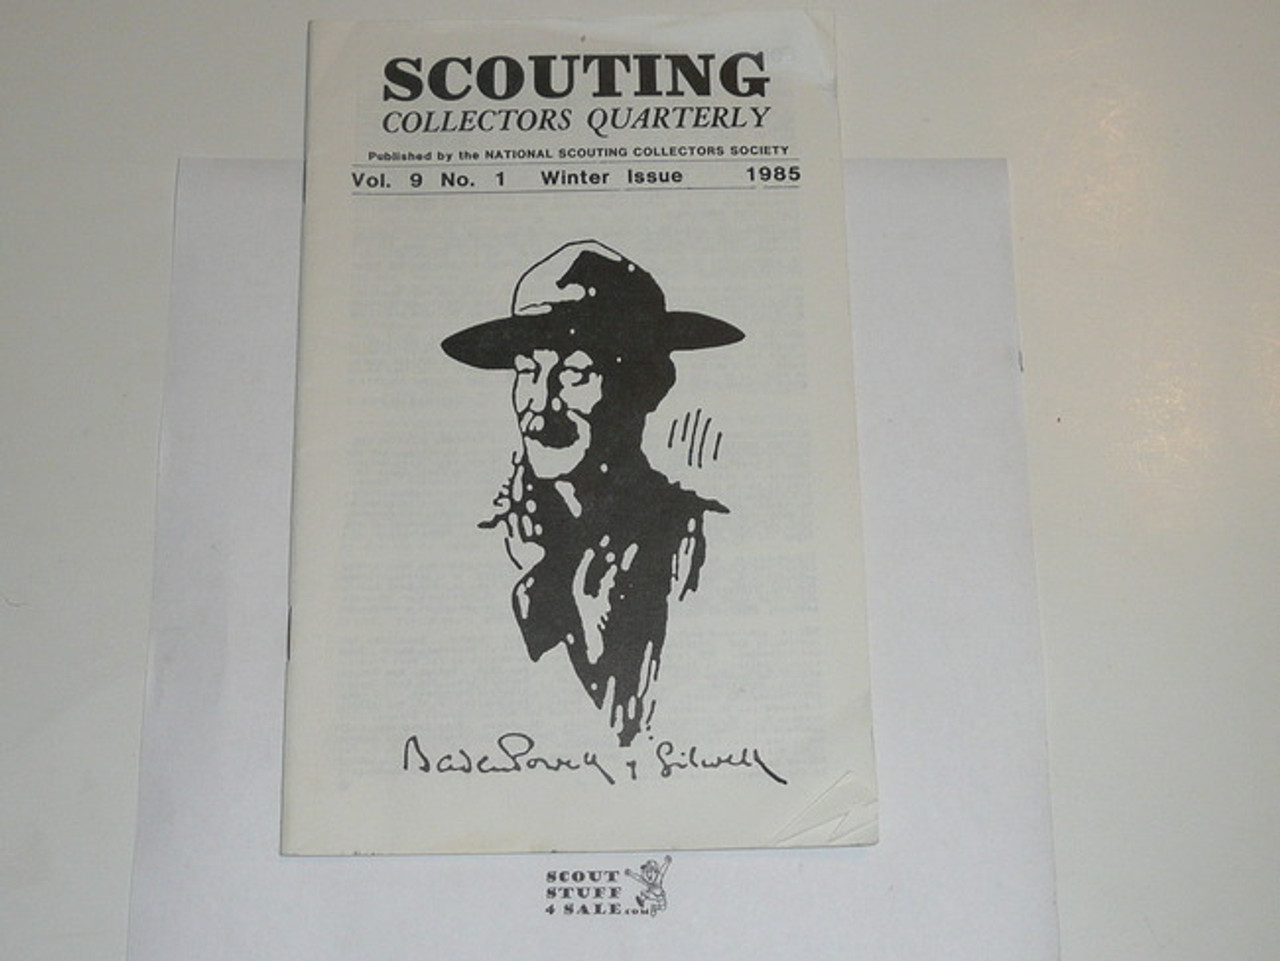 SCOUTING
COLLECTORS QUARTERLY
Published by the NATIONAL SCOUTING COLLECTORS SOCIETY
Vol. 9 No. 1 Winter Issue 1985
Baden Powell of Gilwell
SCOUT
STUFF
4 SALE.COM